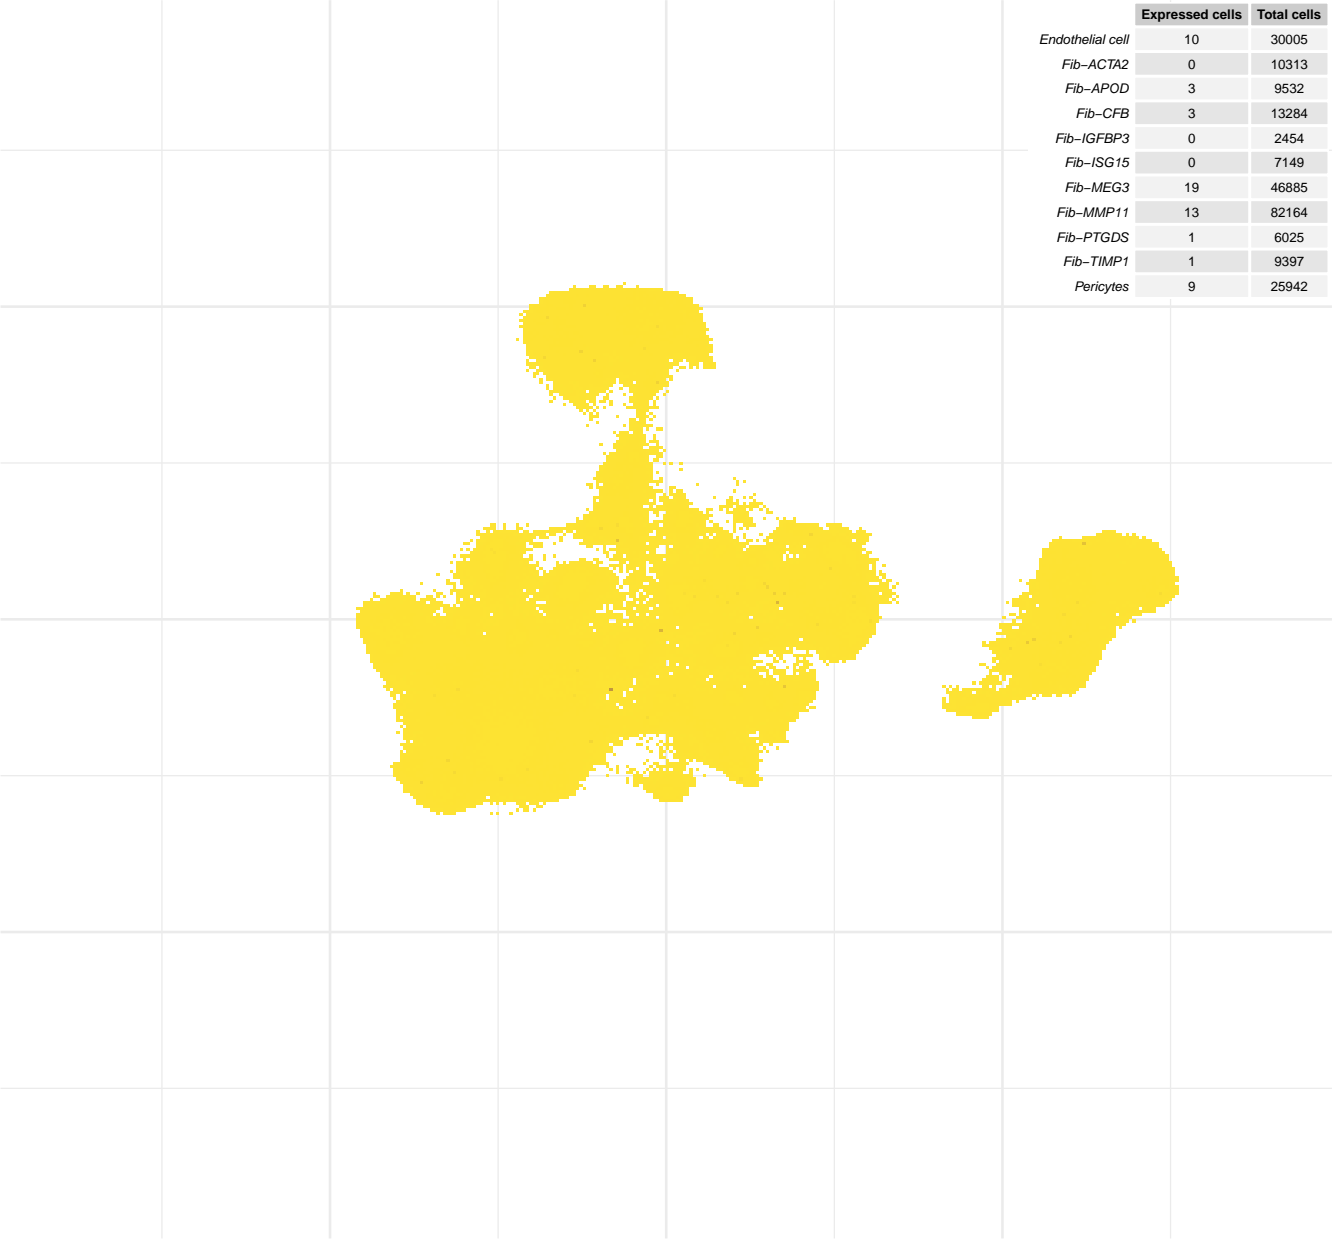 Expressed cells Total cells
Endothelial cell 10 30005
Fib−ACTA2 0 10313
Fib−APOD 3 9532
Fib−CFB 3 13284
Fib−IGFBP3 0 2454
Fib−ISG15 0 7149
Fib−MEG3 19 46885
Fib−MMP11 13 82164
Fib−PTGDS 1 6025
Fib−TIMP1 1 9397
Pericytes 9 25942